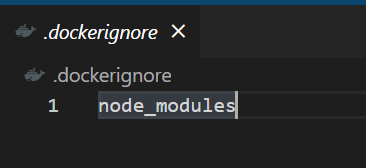 .dockerignore ×
.dockerignore
1 node_modules